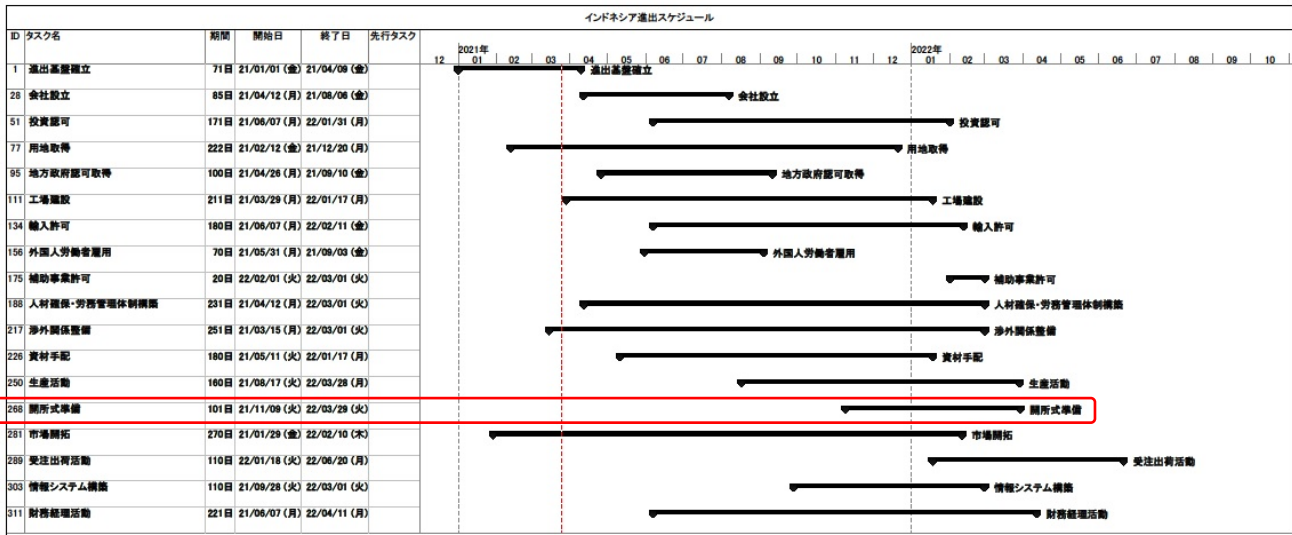 インドネシア進出スケジュール
ID タスク名 期間 開始日 終了日 先行タスク
2021年 2022年
12 01 02 03 04 05 06 07 08 09 10 11 12 01 02 03 04 05 06 07 08 09 10
1 進出基盤確立 71日 21/01/01 (金) 21/04/09 (金) 進出基盤確立
28 会社設立 85日 21/04/12 (月) 21/08/06 (金) 会社設立
51 投資認可 171日 21/06/07 (月) 22/01/31 (月) 投資認可
77 用地取得 222日 21/02/12 (金) 21/12/20 (月) 用地取得
95 地方政府認可取得 100日 21/04/26 (月) 21/09/10 (金) 地方政府認可取得
111 工場建設 211日 21/03/29 (月) 22/01/17 (月) 工場建設
134 輸入許可 180日 21/06/07 (月) 22/02/11 (金) 輸入許可
156 外国人労働者雇用 70日 21/05/31 (月) 21/09/03 (金) 外国人労働者雇用
175 補助事業許可 20日 22/02/01 (火) 22/03/01 (火) 補助事業許可
188 人材確保・労務管理体制構築 231日 21/04/12 (月) 22/03/01 (火) 人材確保・労務管理体制構築
217 渉外関係整備 251日 21/03/15 (月) 22/03/01 (火) 渉外関係整備
226 資材手配 180日 21/05/11 (火) 22/01/17 (月) 資材手配
250 生産活動 160日 21/08/17 (火) 22/03/28 (月) 生産活動
268 開所式準備 101日 21/11/09 (火) 22/03/29 (火) 開所式準備
281 市場開拓 270日 21/01/29 (金) 22/02/10 (木) 市場開拓
289 受注出荷活動 110日 22/01/18 (火) 22/06/20 (月) 受注出荷活動
303 情報システム構築 110日 21/09/28 (火) 22/03/01 (火) 情報システム構築
311 財務経理活動 221日 21/06/07 (月) 22/04/11 (月) 財務経理活動